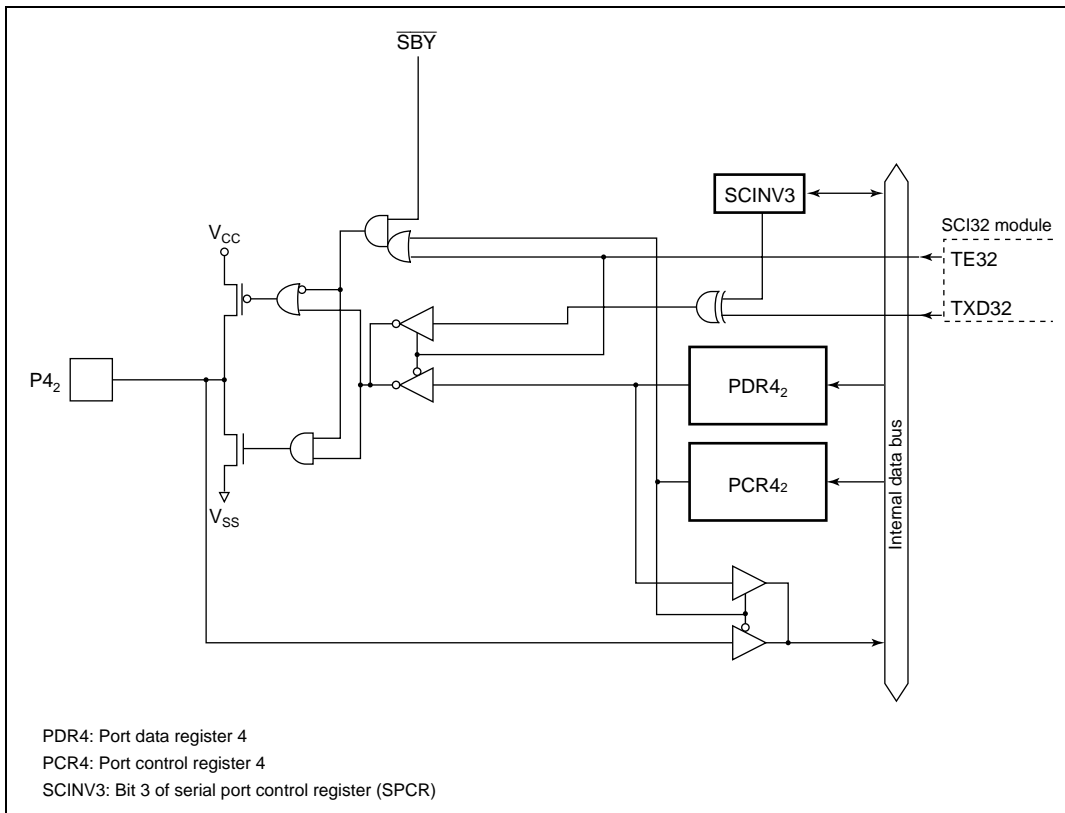 SBY
SCINV3
SCI32 module
VCC
TE32
TXD32
P42
PDR42
PCR42
VSS
Internal data bus
PDR4: Port data register 4
PCR4: Port control register 4
SCINV3: Bit 3 of serial port control register (SPCR)